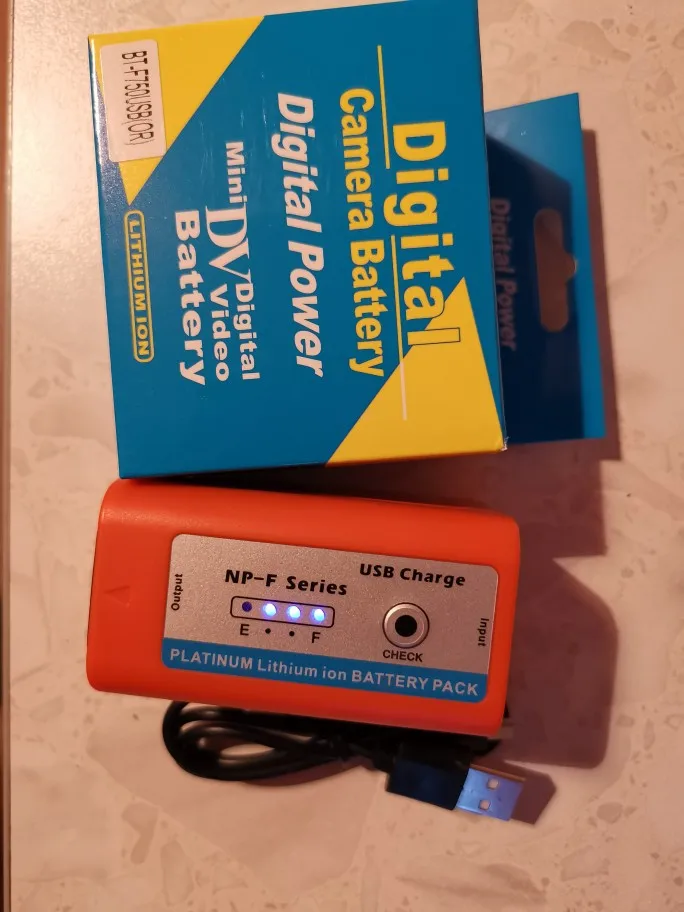 BT-F750USB(OR)
Digital
Camera Battery
Digital Power
Mini DV Digital
Video
Battery
LITHIUM ION
Digital Power
Output
NP-F Series
USB Charge
E • • F
CHECK
Input
PLATINUM Lithium ion BATTERY PACK